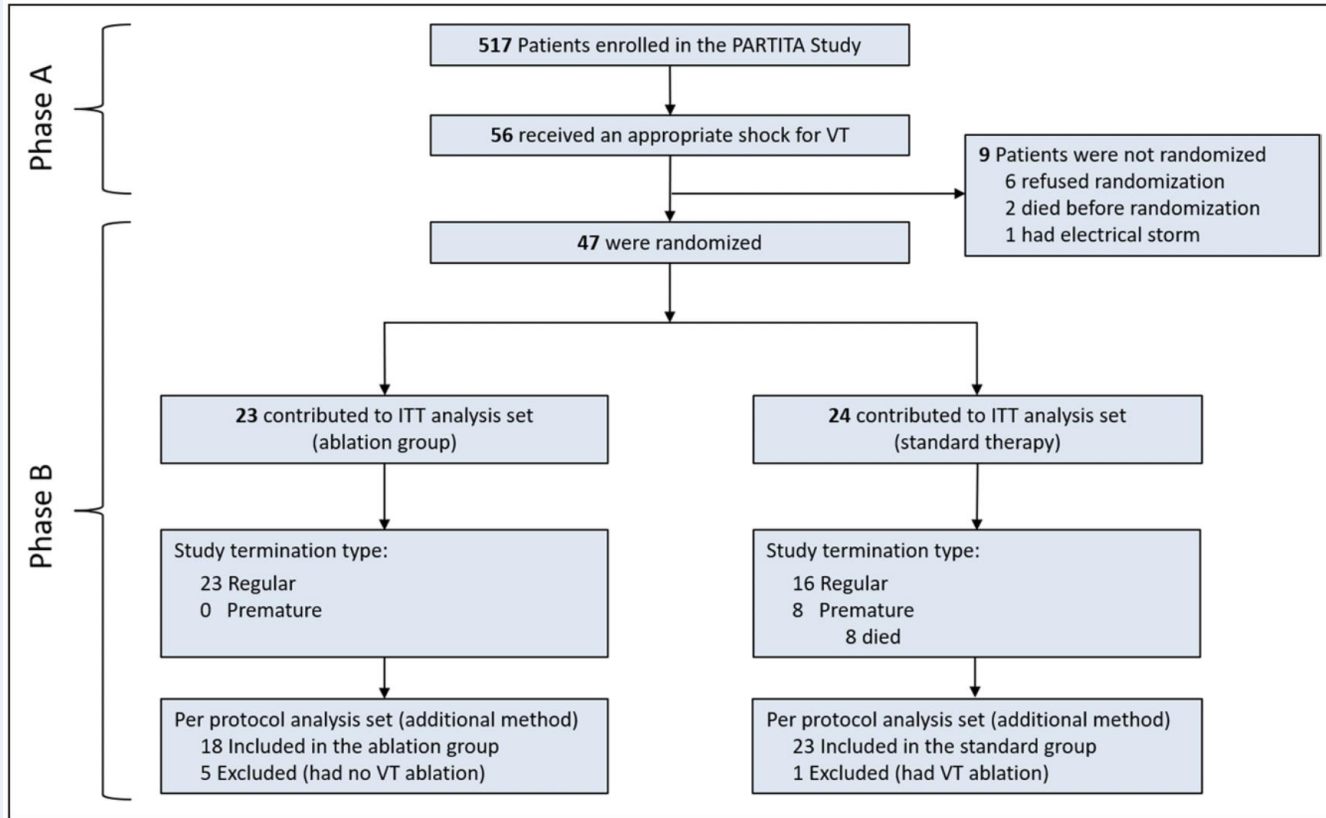 Phase A
517 Patients enrolled in the PARTITA Study
56 received an appropriate shock for VT
9 Patients were not randomized
6 refused randomization
2 died before randomization
1 had electrical storm
Phase B
47 were randomized
23 contributed to ITT analysis set
(ablation group)
24 contributed to ITT analysis set
(standard therapy)
Study termination type:
23 Regular
0 Premature
Study termination type:
16 Regular
8 Premature
8 died
Per protocol analysis set (additional method)
18 Included in the ablation group
5 Excluded (had no VT ablation)
Per protocol analysis set (additional method)
23 Included in the standard group
1 Excluded (had VT ablation)